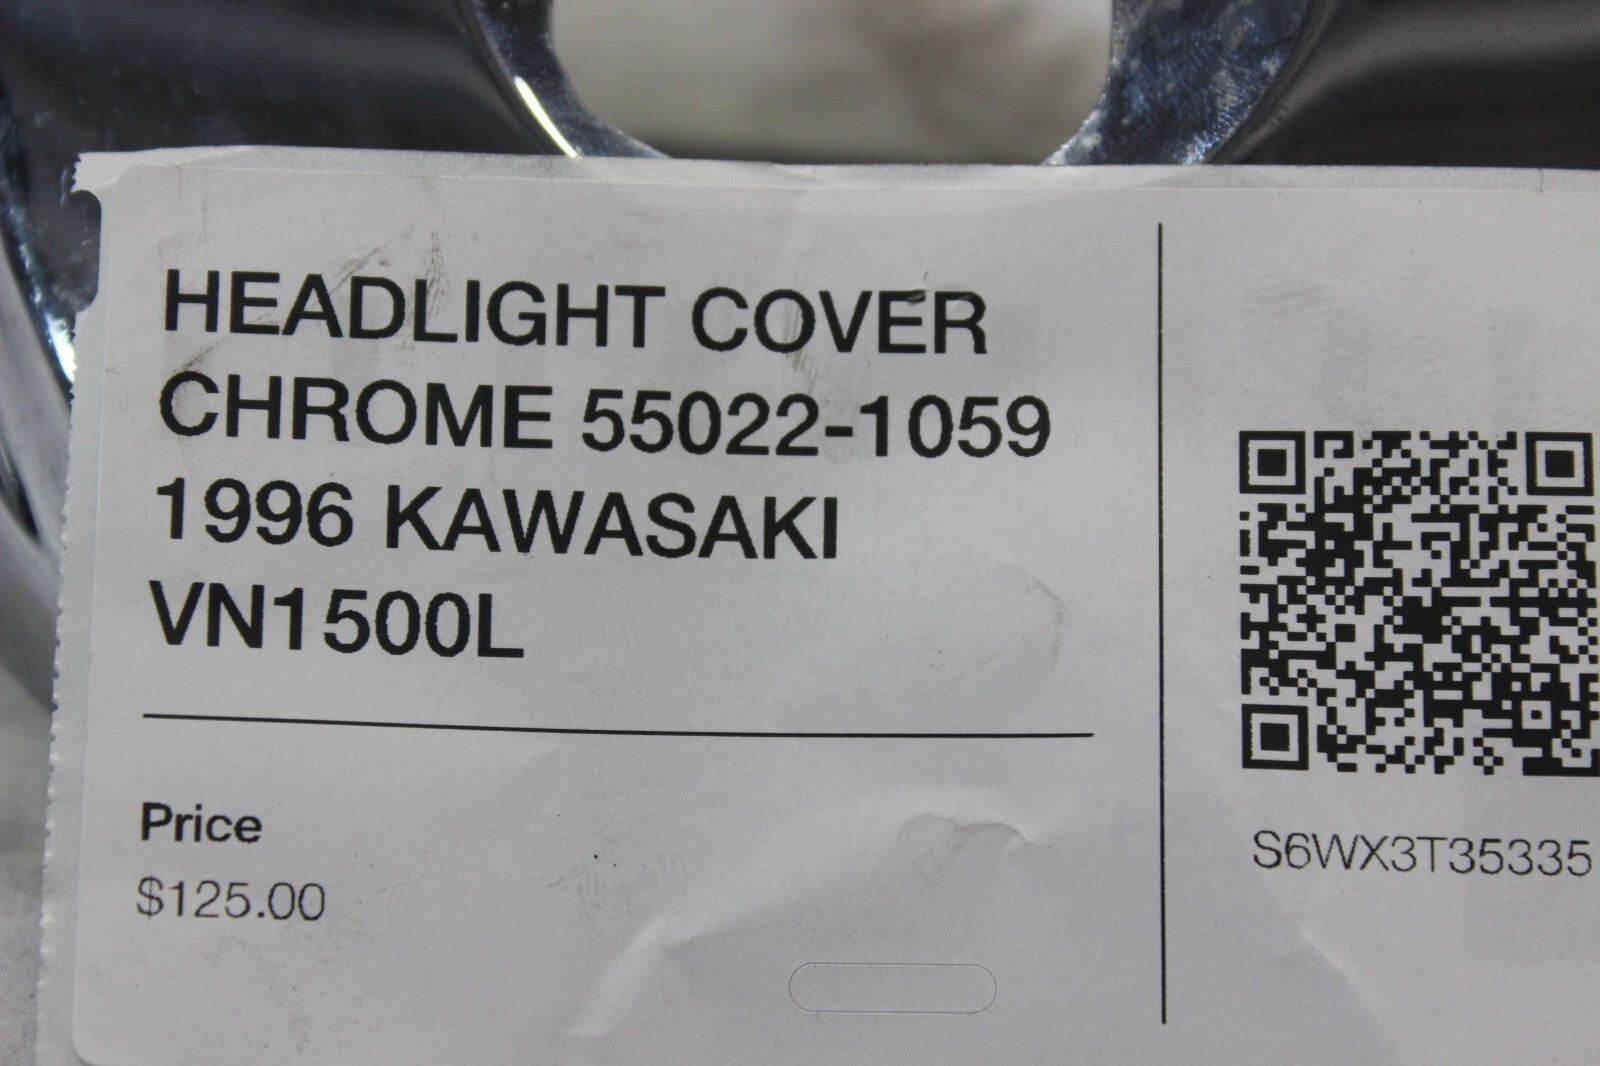 HEADLIGHT COVER
CHROME 55022-1059
1996 KAWASAKI
VN1500L
Price
$125.00
S6WX3T35335